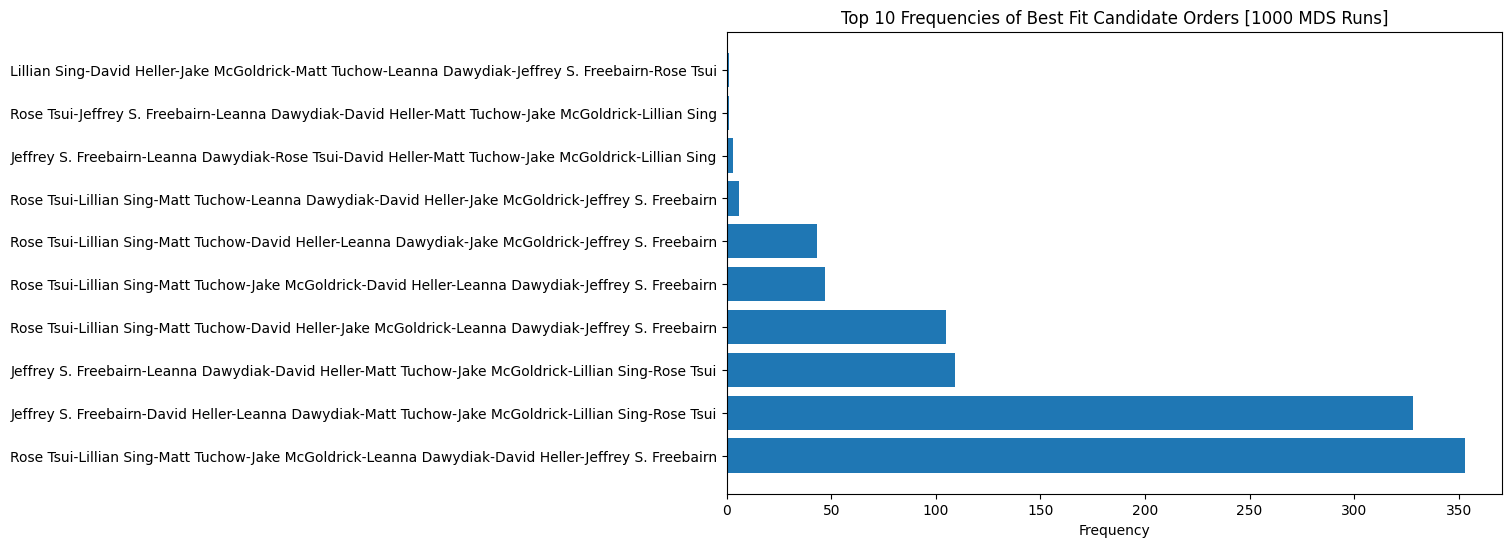 Top 10 Frequencies of Best Fit Candidate Orders [1000 MDS Runs]
Lillian Sing-David Heller-Jake McGoldrick-Matt Tuchow-Leanna Dawydiak-Jeffrey S. Freebairn-Rose Tsui
Rose Tsui-Jeffrey S. Freebairn-Leanna Dawydiak-David Heller-Matt Tuchow-Jake McGoldrick-Lillian Sing
Jeffrey S. Freebairn-Leanna Dawydiak-Rose Tsui-David Heller-Matt Tuchow-Jake McGoldrick-Lillian Sing
Rose Tsui-Lillian Sing-Matt Tuchow-Leanna Dawydiak-David Heller-Jake McGoldrick-Jeffrey S. Freebairn
Rose Tsui-Lillian Sing-Matt Tuchow-David Heller-Leanna Dawydiak-Jake McGoldrick-Jeffrey S. Freebairn
Rose Tsui-Lillian Sing-Matt Tuchow-Jake McGoldrick-David Heller-Leanna Dawydiak-Jeffrey S. Freebairn
Rose Tsui-Lillian Sing-Matt Tuchow-David Heller-Jake McGoldrick-Leanna Dawydiak-Jeffrey S. Freebairn
Jeffrey S. Freebairn-Leanna Dawydiak-David Heller-Matt Tuchow-Jake McGoldrick-Lillian Sing-Rose Tsui
Jeffrey S. Freebairn-David Heller-Leanna Dawydiak-Matt Tuchow-Jake McGoldrick-Lillian Sing-Rose Tsui
Rose Tsui-Lillian Sing-Matt Tuchow-Jake McGoldrick-Leanna Dawydiak-David Heller-Jeffrey S. Freebairn
0 50 100 150 200 250 300 350
Frequency